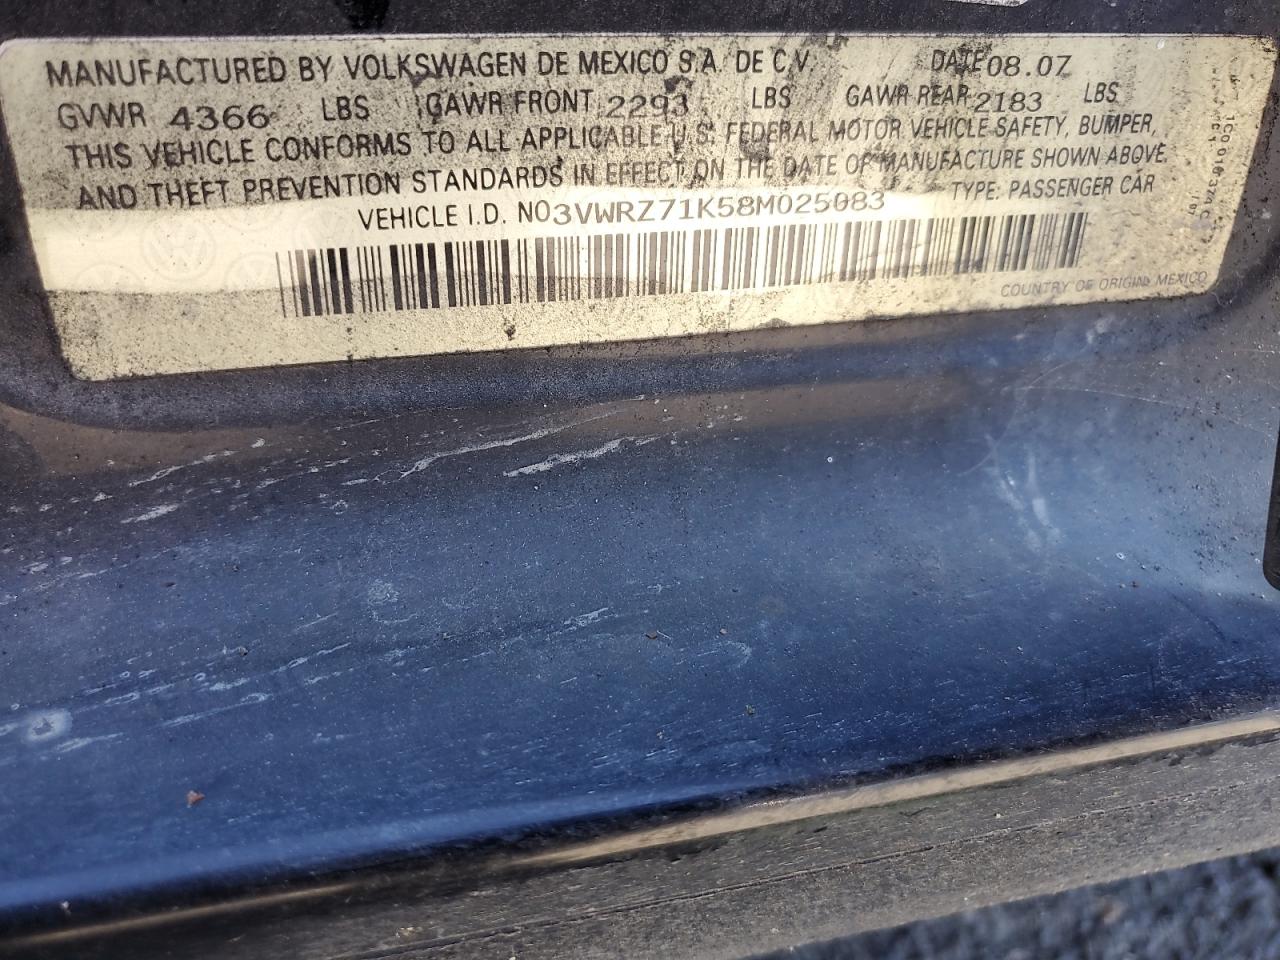 MANUFACTURED BY VOLKSWAGEN DE MEXICO S.A. DE C.V. DATE 08.07
GVWR 4366 LBS GAWR FRONT 2293 LBS GAWR REAR 2183 LBS
THIS VEHICLE CONFORMS TO ALL APPLICABLE U.S. FEDERAL MOTOR VEHICLE SAFETY, BUMPER,
AND THEFT PREVENTION STANDARDS IN EFFECT ON THE DATE OF MANUFACTURE SHOWN ABOVE.
VEHICLE I.D. NO 3VWRZ71K58M025083 TYPE: PASSENGER CAR
COUNTRY OF ORIGIN: MEXICO